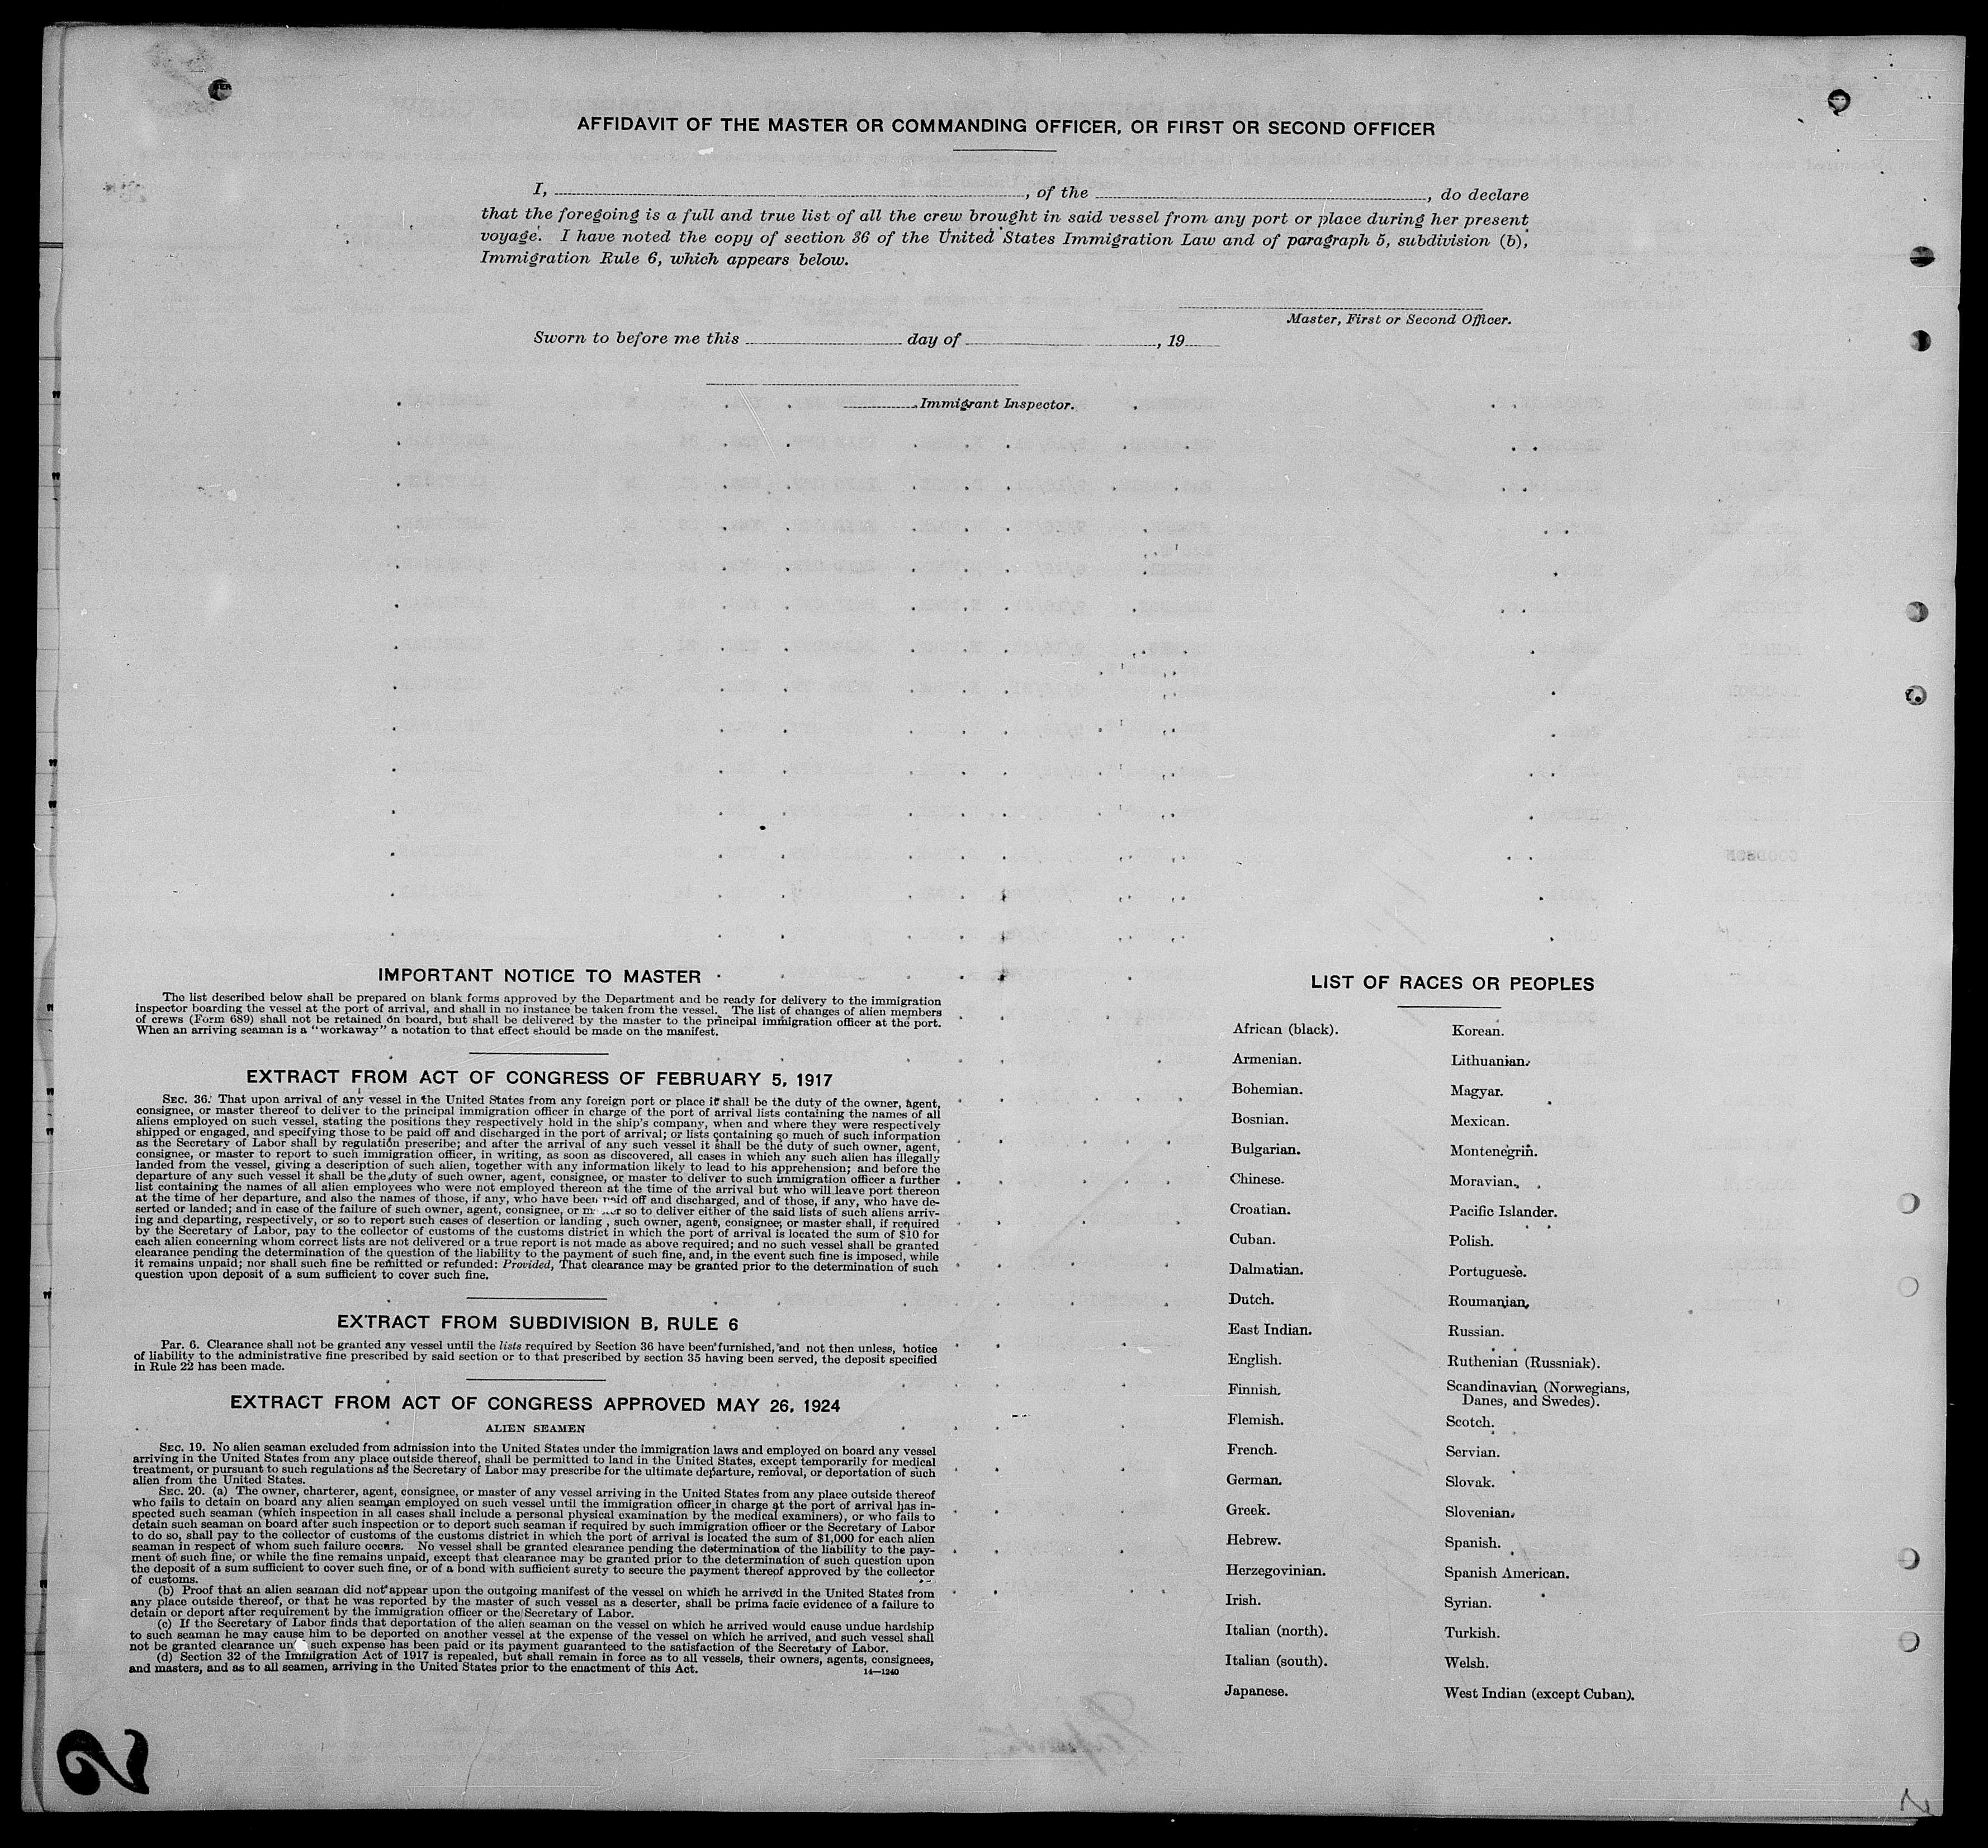 AFFIDAVIT OF THE MASTER OR COMMANDING OFFICER, OR FIRST OR SECOND OFFICER
I, , of the , do declare
that the foregoing is a full and true list of all the crew brought in said vessel from any port or place during her present
voyage. I have noted the copy of section 36 of the United States Immigration Law and of paragraph 5, subdivision (b),
Immigration Rule 6, which appears below.
Master, First or Second Officer.
Sworn to before me this day of , 19
Immigrant Inspector.
IMPORTANT NOTICE TO MASTER
The list described below shall be prepared on blank forms approved by the Department and be ready for delivery to the immigration
inspector boarding the vessel at the port of arrival, and shall in no instance be taken from the vessel. The list of changes of alien members
of crews (Form 689) shall not be retained on board, but shall be delivered by the master to the principal immigration officer at the port.
When an arriving seaman is a "workaway" a notation to that effect should be made on the manifest.
EXTRACT FROM ACT OF CONGRESS OF FEBRUARY 5, 1917
SEC. 36. That upon arrival of any vessel in the United States from any foreign port or place it shall be the duty of the owner, agent,
consignee, or master thereof to deliver to the principal immigration officer in charge of the port of arrival lists containing the names of all
aliens employed on such vessel, stating the positions they respectively hold in the ship's company, when and where they were respectively
shipped or engaged, and specifying those to be paid off and discharged in the port of arrival; or lists containing so much of such information
as the Secretary of Labor shall by regulation prescribe; and after the arrival of any such vessel it shall be the duty of such owner, agent,
consignee, or master to report to such immigration officer, in writing, as soon as discovered, all cases in which any such alien has illegally
landed from the vessel, giving a description of such alien, together with any information likely to lead to his apprehension; and before the
departure of any such vessel it shall be the duty of such owner, agent, consignee, or master to deliver to such immigration officer a further
list containing the names of all alien employees who were not employed thereon at the time of the arrival but who will leave port thereon
at the time of her departure, and also the names of those, if any, who have been paid off and discharged, and of those, if any, who have de-
serted or landed; and in case of the failure of such owner, agent, consignee, or master so to deliver either of the said lists of such aliens arriv-
ing and departing, respectively, or so to report such cases of desertion or landing , such owner, agent, consignee, or master shall, if required
by the Secretary of Labor, pay to the collector of customs of the customs district in which the port of arrival is located the sum of $10 for
each alien concerning whom correct lists are not delivered or a true report is not made as above required; and no such vessel shall be granted
clearance pending the determination of the question of the liability to the payment of such fine, and, in the event such fine is imposed, while
it remains unpaid; nor shall such fine be remitted or refunded: Provided, That clearance may be granted prior to the determination of such
question upon deposit of a sum sufficient to cover such fine.
EXTRACT FROM SUBDIVISION B, RULE 6
Par. 6. Clearance shall not be granted any vessel until the lists required by Section 36 have been furnished, and not then unless, notice
of liability to the administrative fine prescribed by said section or to that prescribed by section 35 having been served, the deposit specified
in Rule 22 has been made.
EXTRACT FROM ACT OF CONGRESS APPROVED MAY 26, 1924
ALIEN SEAMEN
SEC. 19. No alien seaman excluded from admission into the United States under the immigration laws and employed on board any vessel
arriving in the United States from any place outside thereof, shall be permitted to land in the United States, except temporarily for medical
treatment, or pursuant to such regulations as the Secretary of Labor may prescribe for the ultimate departure, removal, or deportation of such
alien from the United States.
SEC. 20. (a) The owner, charterer, agent, consignee, or master of any vessel arriving in the United States from any place outside thereof
who fails to detain on board any alien seaman employed on such vessel until the immigration officer in charge at the port of arrival has in-
spected such seaman (which inspection in all cases shall include a personal physical examination by the medical examiners), or who fails to
detain such seaman on board after such inspection or to deport such seaman if required by such immigration officer or the Secretary of Labor
to do so, shall pay to the collector of customs of the customs district in which the port of arrival is located the sum of $1,000 for each alien
seaman in respect of whom such failure occurs. No vessel shall be granted clearance pending the determination of the liability to the pay-
ment of such fine, or while the fine remains unpaid, except that clearance may be granted prior to the determination of such question upon
the deposit of a sum sufficient to cover such fine, or of a bond with sufficient surety to secure the payment thereof approved by the collector
of customs.
(b) Proof that an alien seaman did not appear upon the outgoing manifest of the vessel on which he arrived in the United States from
any place outside thereof, or that he was reported by the master of such vessel as a deserter, shall be prima facie evidence of a failure to
detain or deport after requirement by the immigration officer or the Secretary of Labor.
(c) If the Secretary of Labor finds that deportation of the alien seaman on the vessel on which he arrived would cause undue hardship
to such seaman he may cause him to be deported on another vessel at the expense of the vessel on which he arrived, and such vessel shall
not be granted clearance until such expense has been paid or its payment guaranteed to the satisfaction of the Secretary of Labor.
(d) Section 32 of the Immigration Act of 1917 is repealed, but shall remain in force as to all vessels, their owners, agents, consignees,
and masters, and as to all seamen, arriving in the United States prior to the enactment of this Act.
14—1240
LIST OF RACES OR PEOPLES
African (black).
Armenian.
Bohemian.
Bosnian.
Bulgarian.
Chinese.
Croatian.
Cuban.
Dalmatian.
Dutch.
East Indian.
English.
Finnish.
Flemish.
French.
German.
Greek.
Hebrew.
Herzegovinian.
Irish.
Italian (north).
Italian (south).
Japanese.
Korean.
Lithuanian.
Magyar.
Mexican.
Montenegrin.
Moravian.
Pacific Islander.
Polish.
Portuguese.
Roumanian.
Russian.
Ruthenian (Russniak).
Scandinavian (Norwegians,
Danes, and Swedes).
Scotch.
Servian.
Slovak.
Slovenian.
Spanish.
Spanish American.
Syrian.
Turkish.
Welsh.
West Indian (except Cuban).
2